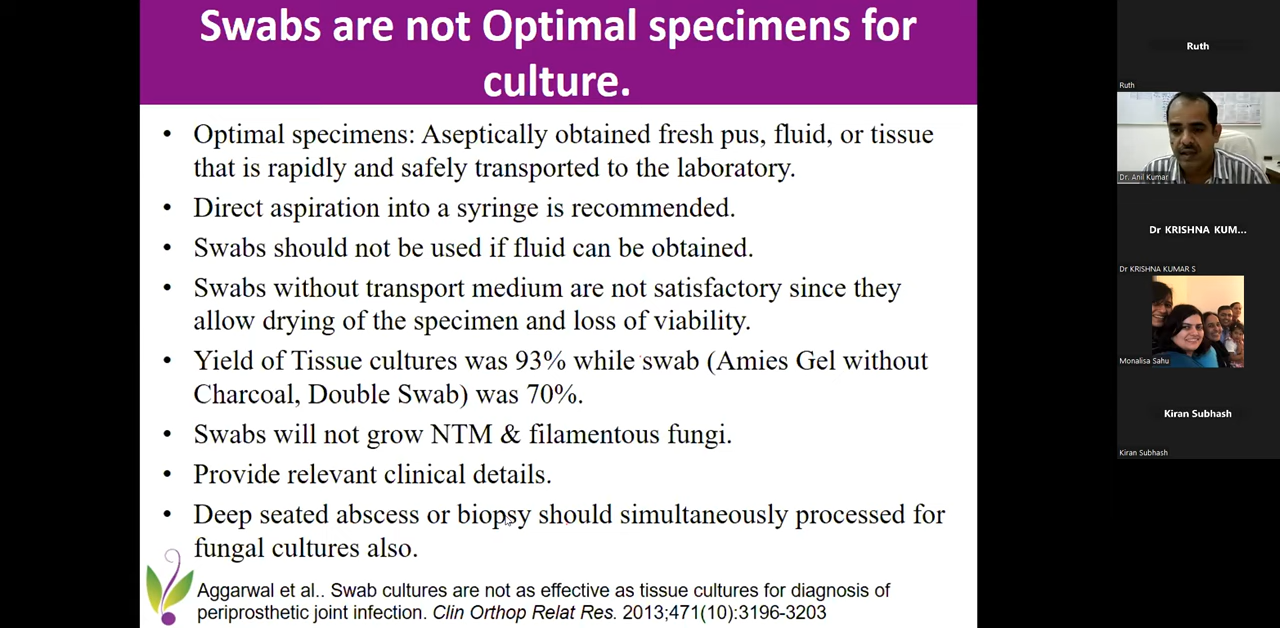 Swabs are not Optimal specimens for
culture.
• Optimal specimens: Aseptically obtained fresh pus, fluid, or tissue
that is rapidly and safely transported to the laboratory.
• Direct aspiration into a syringe is recommended.
• Swabs should not be used if fluid can be obtained.
• Swabs without transport medium are not satisfactory since they
allow drying of the specimen and loss of viability.
• Yield of Tissue cultures was 93% while swab (Amies Gel without
Charcoal, Double Swab) was 70%.
• Swabs will not grow NTM & filamentous fungi.
• Provide relevant clinical details.
• Deep seated abscess or biopsy should simultaneously processed for
fungal cultures also.
Aggarwal et al.. Swab cultures are not as effective as tissue cultures for diagnosis of
periprosthetic joint infection. Clin Orthop Relat Res. 2013;471(10):3196-3203
Ruth
Ruth
Dr. Anil Kumar
Dr KRISHNA KUM...
Dr KRISHNA KUMAR S
Monalisa Sahu
Kiran Subhash
Kiran Subhash